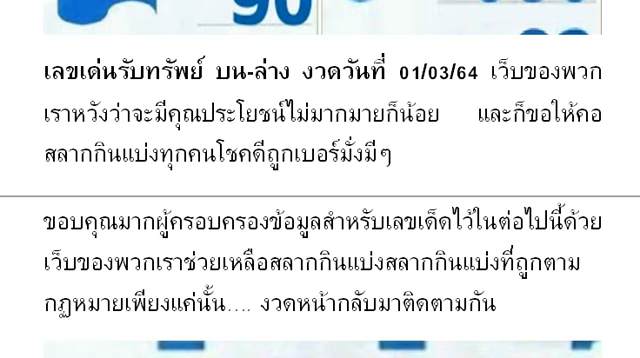 90
เลขเด่นรับทรัพย์ บน-ล่าง งวดวันที่ 01/03/64 เว็บของพวก
เราหวังว่าจะมีคุณประโยชน์ไม่มากมายก็น้อย และก็ขอให้คอ
สลากกินแบ่งทุกคนโชคดีถูกเบอร์มั่งมีๆ
ขอบคุณมากผู้ครอบครองข้อมูลสำหรับเลขเด็ดไว้ในต่อไปนี้ด้วย
เว็บของพวกเราช่วยเหลือสลากกินแบ่งสลากกินแบ่งที่ถูกตาม
กฏหมายเพียงแค่นั้น.... งวดหน้ากลับมาติดตามกัน